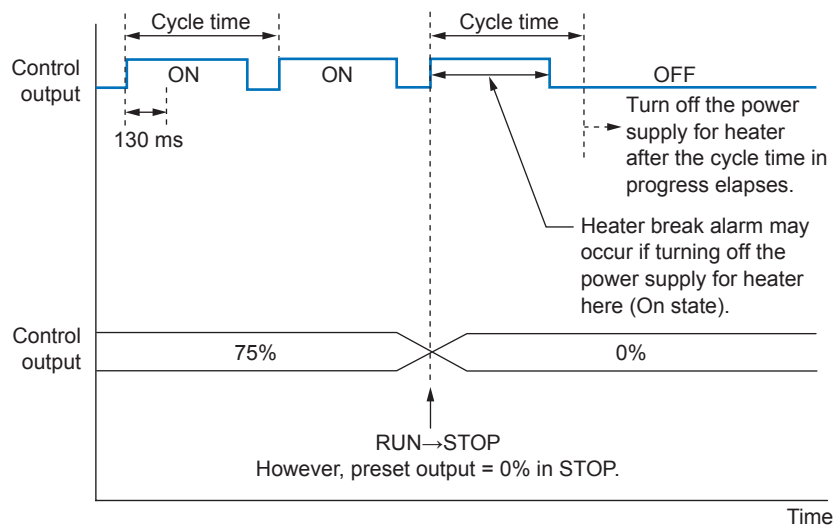 Cycle time
Cycle time
Control
output
ON
ON
OFF
130 ms
Turn off the power
supply for heater
after the cycle time in
progress elapses.
Heater break alarm may
occur if turning off the
power supply for heater
here (On state).
Control
output
75%
0%
RUN→STOP
However, preset output = 0% in STOP.
Time